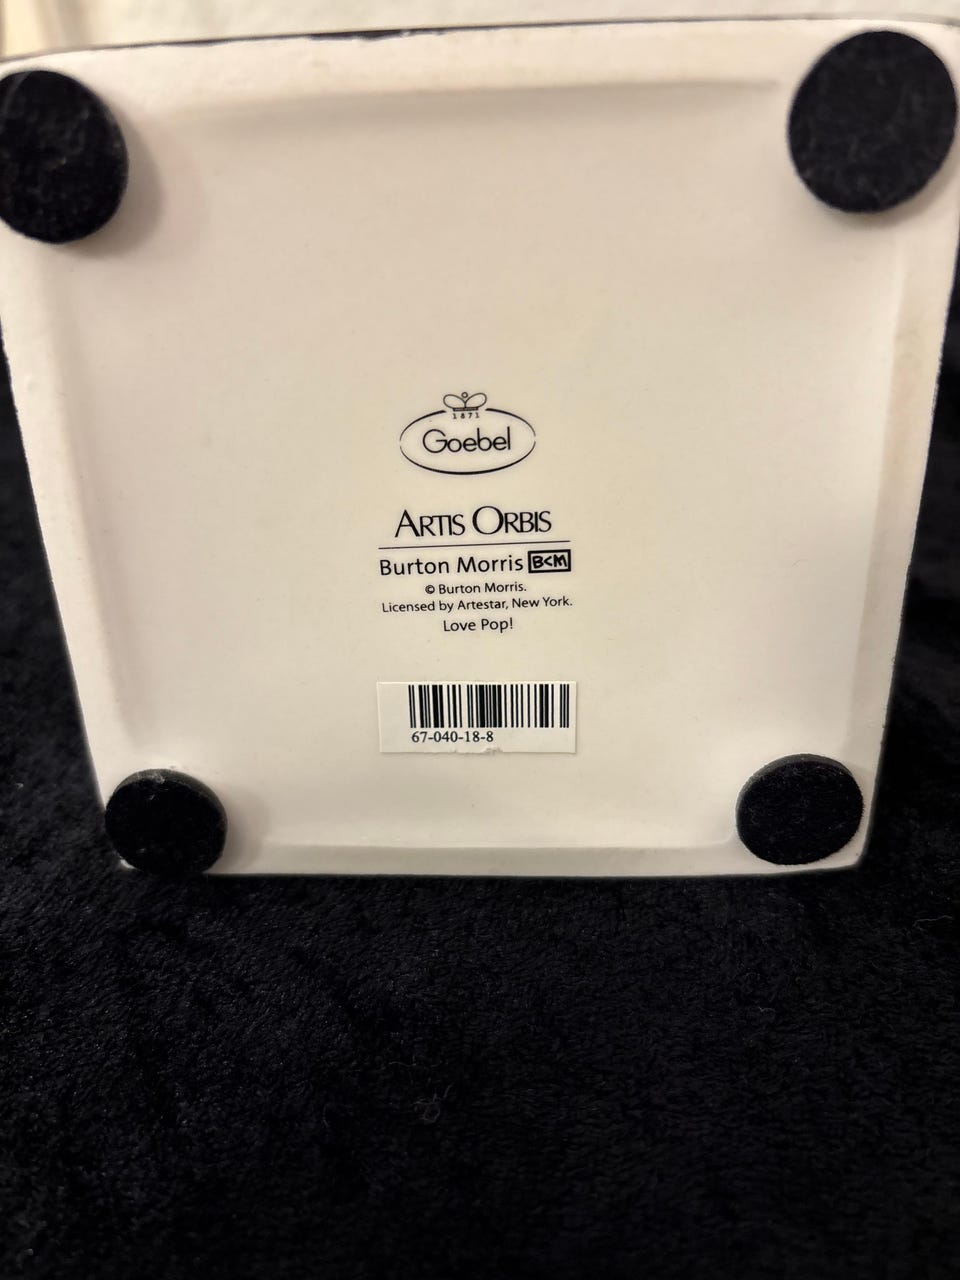 1871
Goebel
ARTIS ORBIS
Burton Morris BCM
© Burton Morris.
Licensed by Artestar, New York.
Love Pop!
67-040-18-8